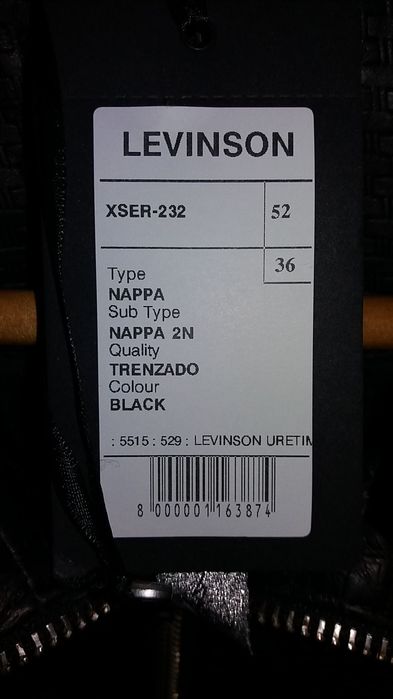 LEVINSON
XSER-232 52
36
Type
NAPPA
Sub Type
NAPPA 2N
Quality
TRENZADO
Colour
BLACK
: 5515 : 529 : LEVINSON URETIM
8 000001 163874